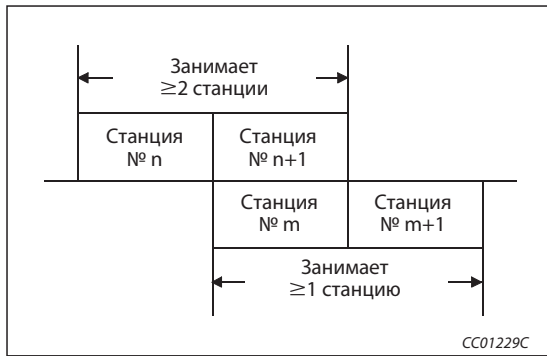 Занимает
≧2 станции
Станция
№ n
Станция
№ n+1
Станция
№ m
Станция
№ m+1
Занимает
≧1 станцию
CC01229C